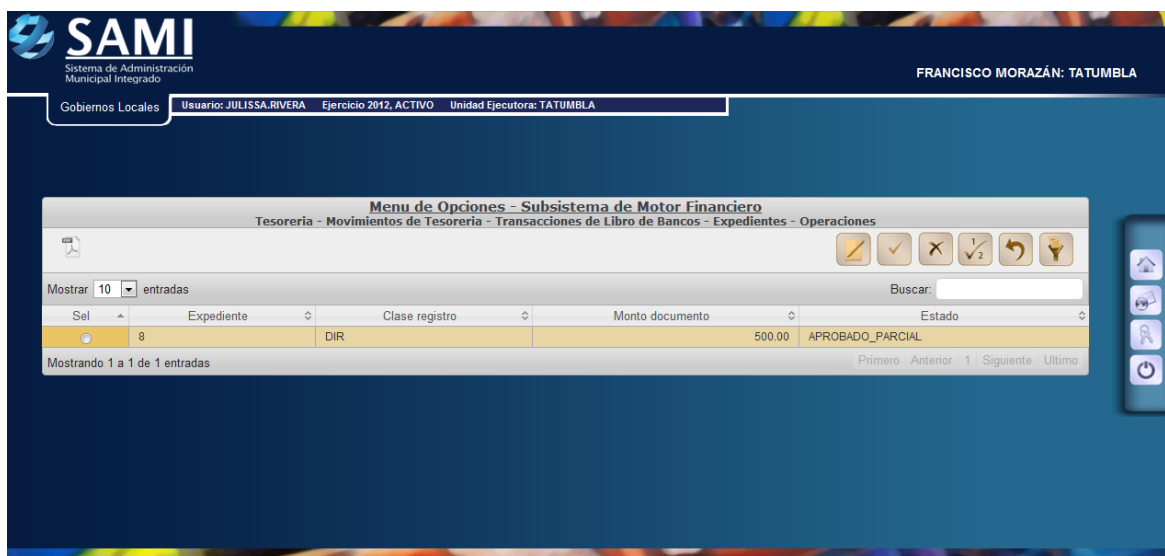 SAMI
Sistema de Administración
Municipal Integrado
FRANCISCO MORAZÁN: TATUMBLA
Gobiernos Locales
Usuario: JULISSA.RIVERA Ejercicio 2012, ACTIVO Unidad Ejecutora: TATUMBLA
Menu de Opciones - Subsistema de Motor Financiero
Tesoreria - Movimientos de Tesoreria - Transacciones de Libro de Bancos - Expedientes - Operaciones
1 2
Mostrar 10 entradas Buscar:
Sel Expediente Clase registro Monto documento Estado
8 DIR 500.00 APROBADO_PARCIAL
Mostrando 1 a 1 de 1 entradas Primero Anterior 1 Siguiente Ultimo